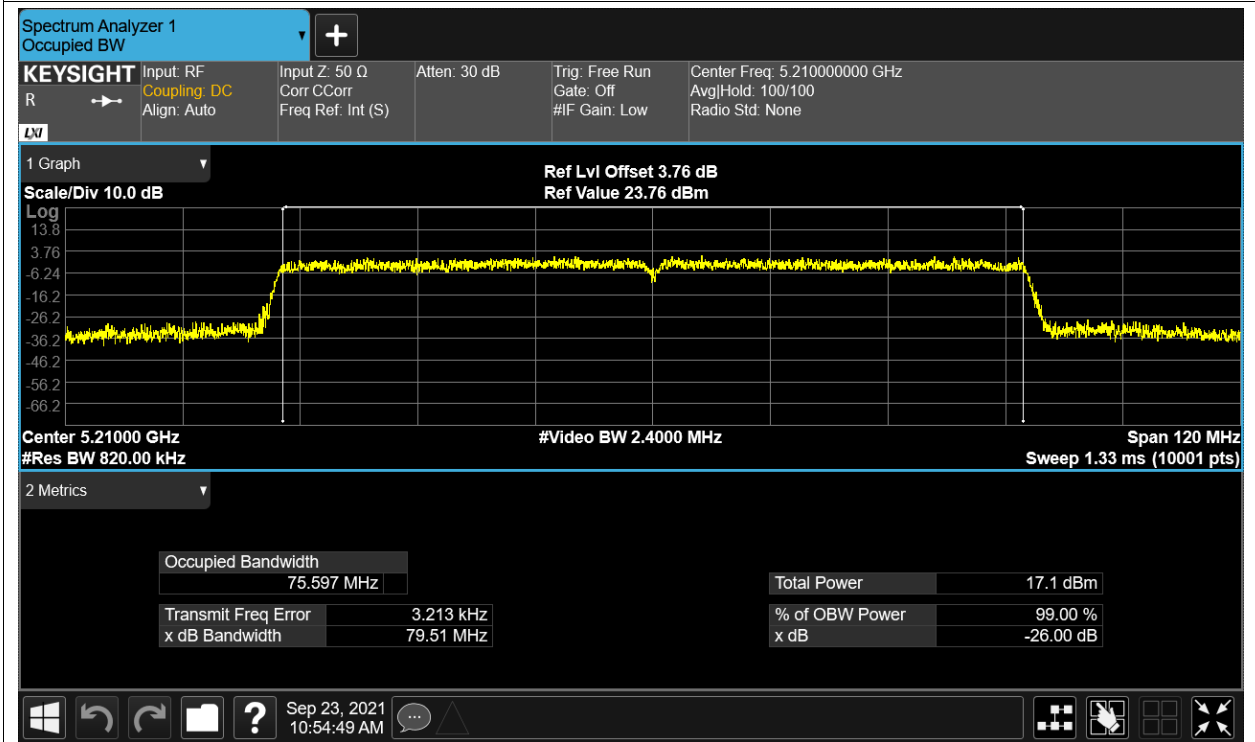 Spectrum Analyzer 1
Occupied BW
KEYSIGHT
R
LXI
Input: RF
Coupling: DC
Align: Auto
Input Z: 50 Ω
Corr CCorr
Freq Ref: Int (S)
Atten: 30 dB
Trig: Free Run
Gate: Off
#IF Gain: Low
Center Freq: 5.210000000 GHz
Avg|Hold: 100/100
Radio Std: None
1 Graph
Scale/Div 10.0 dB
Ref Lvl Offset 3.76 dB
Ref Value 23.76 dBm
Log
13.8
3.76
-6.24
-16.2
-26.2
-36.2
-46.2
-56.2
-66.2
Center 5.21000 GHz
#Video BW 2.4000 MHz
Span 120 MHz
#Res BW 820.00 kHz
Sweep 1.33 ms (10001 pts)
2 Metrics
Occupied Bandwidth
75.597 MHz
Total Power 17.1 dBm
Transmit Freq Error 3.213 kHz
% of OBW Power 99.00 %
x dB Bandwidth 79.51 MHz
x dB -26.00 dB
?
Sep 23, 2021
10:54:49 AM